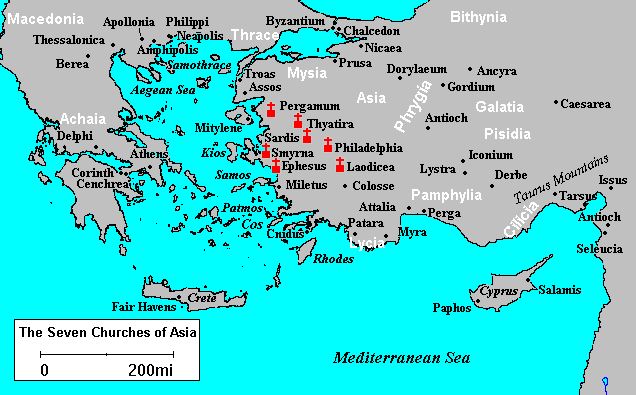 Macedonia
Bithynia
Apollonia
Philippi
Byzantium
Neapolis
Thrace
Chalcedon
Thessalonica
Amphipolis
Nicaea
Berea
Samothrace
Prusa
Troas
Mysia
Dorylaeum
Ancyra
Aegean Sea
Assos
Gordium
Asia
Phrygia
Pergamum
Galatia
Caesarea
Achaia
Mitylene
Thyatira
Antioch
Delphi
Sardis
Pisidia
Philadelphia
Kios
Smyrna
Athens
Iconium
Ephesus
Laodicea
Lystra
Taurus Mountains
Corinth
Samos
Cenchrea
Miletus
Colosse
Derbe
Issus
Pamphylia
Tarsus
Patmos
Attalia
Perga
Cilicia
Antioch
Cos
Patara
Cnidus
Myra
Lycia
Seleucia
Rhodes
Cyprus
Salamis
Crete
Fair Havens
Paphos
The Seven Churches of Asia
0 200mi
Mediterranean Sea